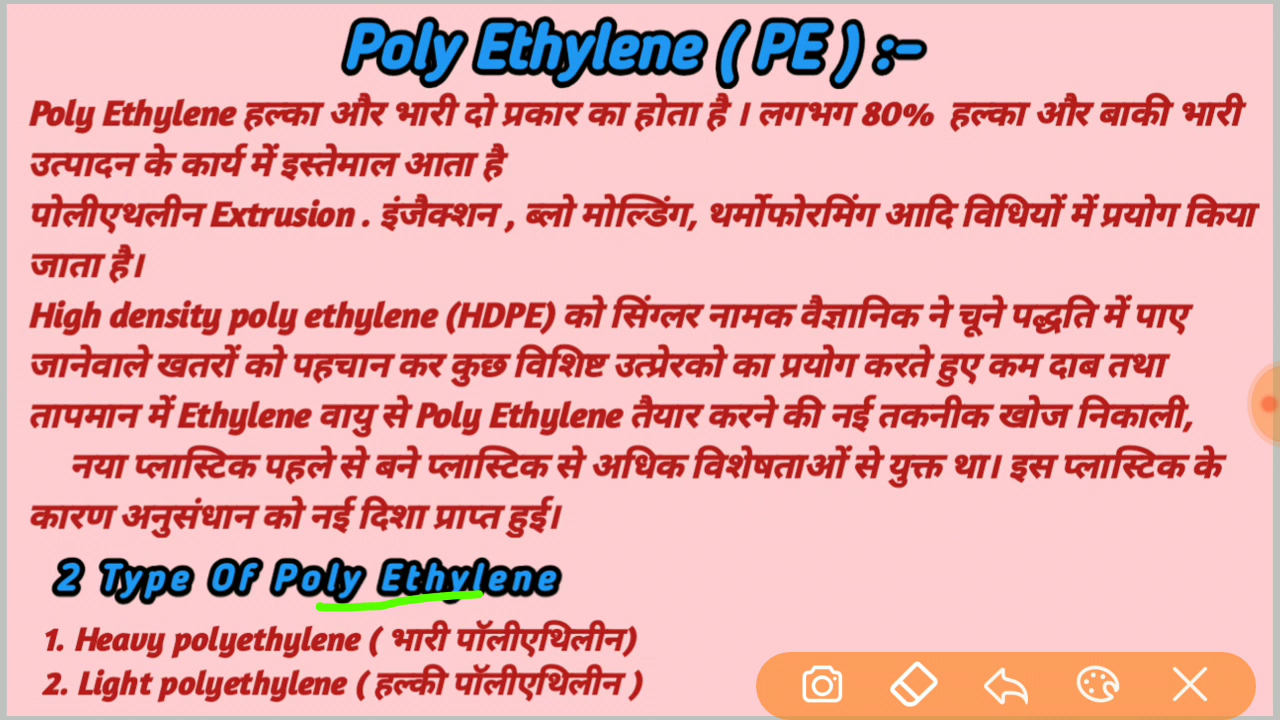 Poly Ethylene ( PE ) :-
Poly Ethylene हल्का और भारी दो प्रकार का होता है । लगभग 80% हल्का और बाकी भारी
उत्पादन के कार्य में इस्तेमाल आता है
पोलीएथलीन Extrusion . इंजैक्शन , ब्लो मोल्डिंग, थर्मोफोरमिंग आदि विधियों में प्रयोग किया
जाता है।
High density poly ethylene (HDPE) को सिंग्लर नामक वैज्ञानिक ने चूने पद्धति में पाए
जानेवाले खतरों को पहचान कर कुछ विशिष्ट उत्प्रेरको का प्रयोग करते हुए कम दाब तथा
तापमान में Ethylene वायु से Poly Ethylene तैयार करने की नई तकनीक खोज निकाली,
नया प्लास्टिक पहले से बने प्लास्टिक से अधिक विशेषताओं से युक्त था। इस प्लास्टिक के
कारण अनुसंधान को नई दिशा प्राप्त हुई।
2 Type Of Poly Ethylene
1. Heavy polyethylene ( भारी पॉलीएथिलीन)
2. Light polyethylene ( हल्की पॉलीएथिलीन )